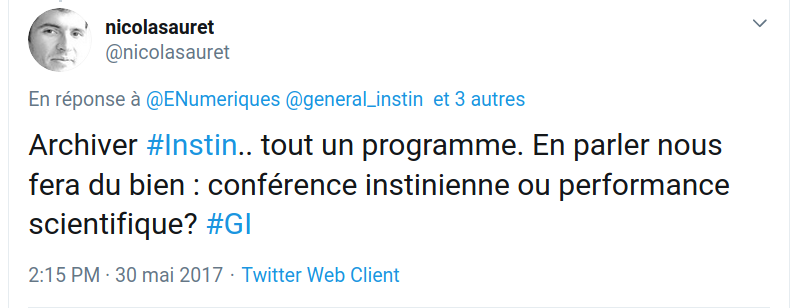 nicolasauret
@nicolasauret
En réponse à @ENumeriques @general_instin et 3 autres
Archiver #Instin.. tout un programme. En parler nous
fera du bien : conférence instinienne ou performance
scientifique? #GI
2:15 PM · 30 mai 2017 · Twitter Web Client